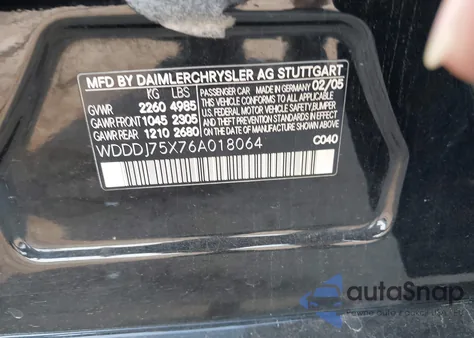 MFD BY DAIMLERCHRYSLER AG STUTTGART
KG LBS
GVWR 2260 4985
GAWR FRONT 1045 2305
GAWR REAR 1210 2680
PASSENGER CAR MADE IN GERMANY 02/05
THIS VEHICLE CONFORMS TO ALL APPLICABLE
U.S. FEDERAL MOTOR VEHICLE SAFETY, BUMPER
AND THEFT PREVENTION STANDARDS IN EFFECT
ON THE DATE OF MANUFACTURE SHOWN ABOVE
WDDDJ75X76A018064 C040
autoSnap